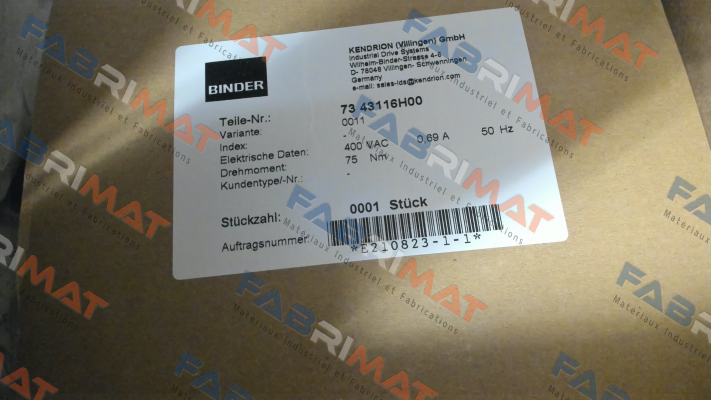 BINDER
KENDRION (Villingen) GmbH
Industrial Drive Systems
Wilhelm-Binder-Strasse 4-6
D- 78048 Villingen- Schwenningen
Germany
e-mail: sales-ids@kendrion.com
Teile-Nr.: 73 43116H00
Variante: 0011
Index: -
Elektrische Daten: 400 VAC 0,69 A 50 Hz
Drehmoment: 75 Nm
Kundentype/-Nr.: -
Stückzahl: 0001 Stück
Auftragsnummer:
*E210823-1-1*
FABRIMAT
Matériaux Industriel et Fabrications